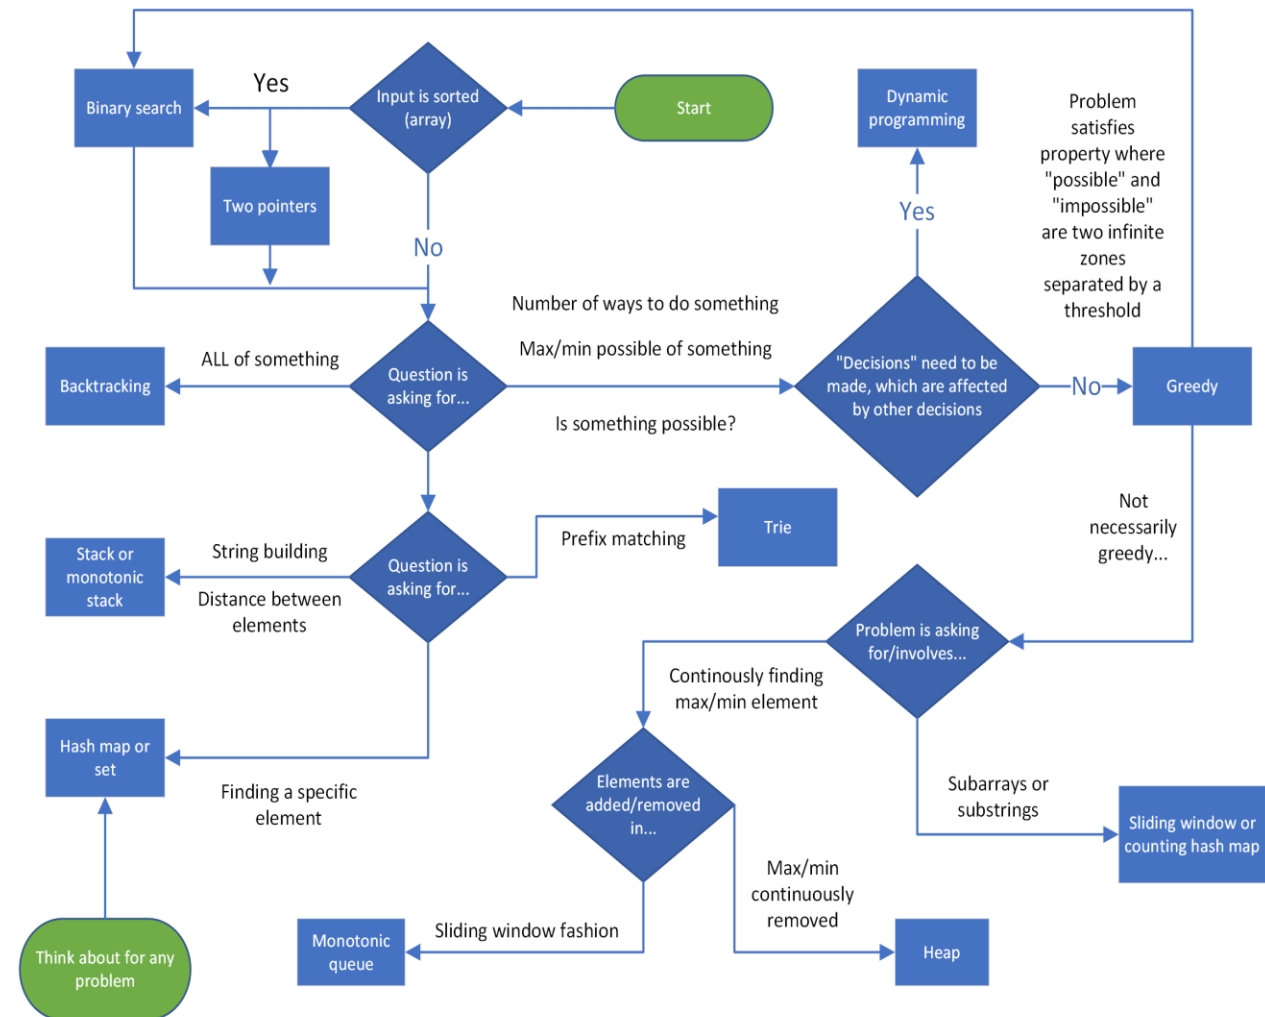 Yes
Binary search
Input is sorted
(array)
Start
Dynamic
programming
Problem
satisfies
property where
"possible" and
"impossible"
are two infinite
zones
separated by a
threshold
Two pointers
No
Yes
Number of ways to do something
Max/min possible of something
Is something possible?
ALL of something
Backtracking
Question is
asking for...
"Decisions" need to be
made, which are affected
by other decisions
No
Greedy
Not
necessarily
greedy...
Stack or
monotonic
stack
String building
Distance between
elements
Question is
asking for...
Prefix matching
Trie
Problem is asking
for/involves...
Continously finding
max/min element
Hash map or
set
Finding a specific
element
Elements are
added/removed
in...
Subarrays or
substrings
Sliding window or
counting hash map
Max/min
continuously
removed
Think about for any
problem
Monotonic
queue
Sliding window fashion
Heap